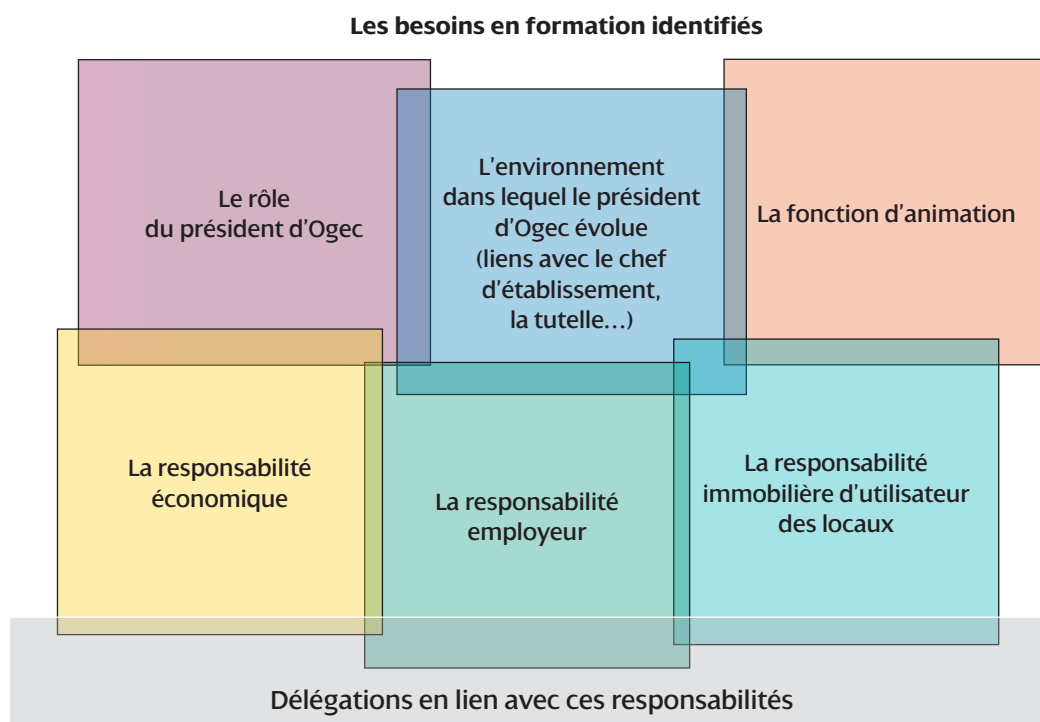 Les besoins en formation identifiés
Le rôle
du président d'Ogec
L'environnement
dans lequel le président
d'Ogec évolue
(liens avec le chef
d'établissement,
la tutelle…)
La fonction d'animation
La responsabilité
économique
La responsabilité
employeur
La responsabilité
immobilière d'utilisateur
des locaux
Délégations en lien avec ces responsabilités